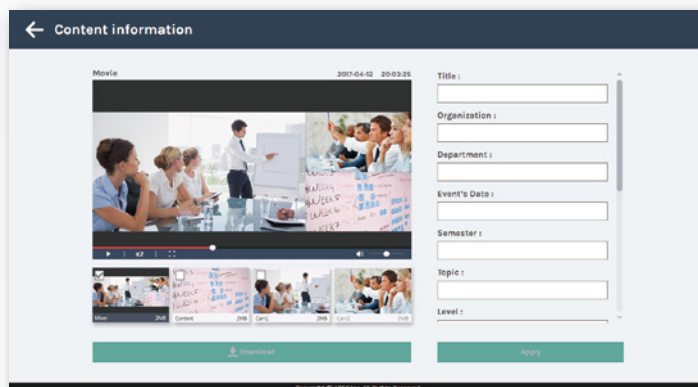 Content information
Movie
2017-04-12 20:03:25
x2
Mixer 2MB
Content 2MB
Cam1 2MB
Cam2 2MB
Download
Title :
Organization :
Department :
Event's Date :
Semester :
Topic :
Level :
Apply